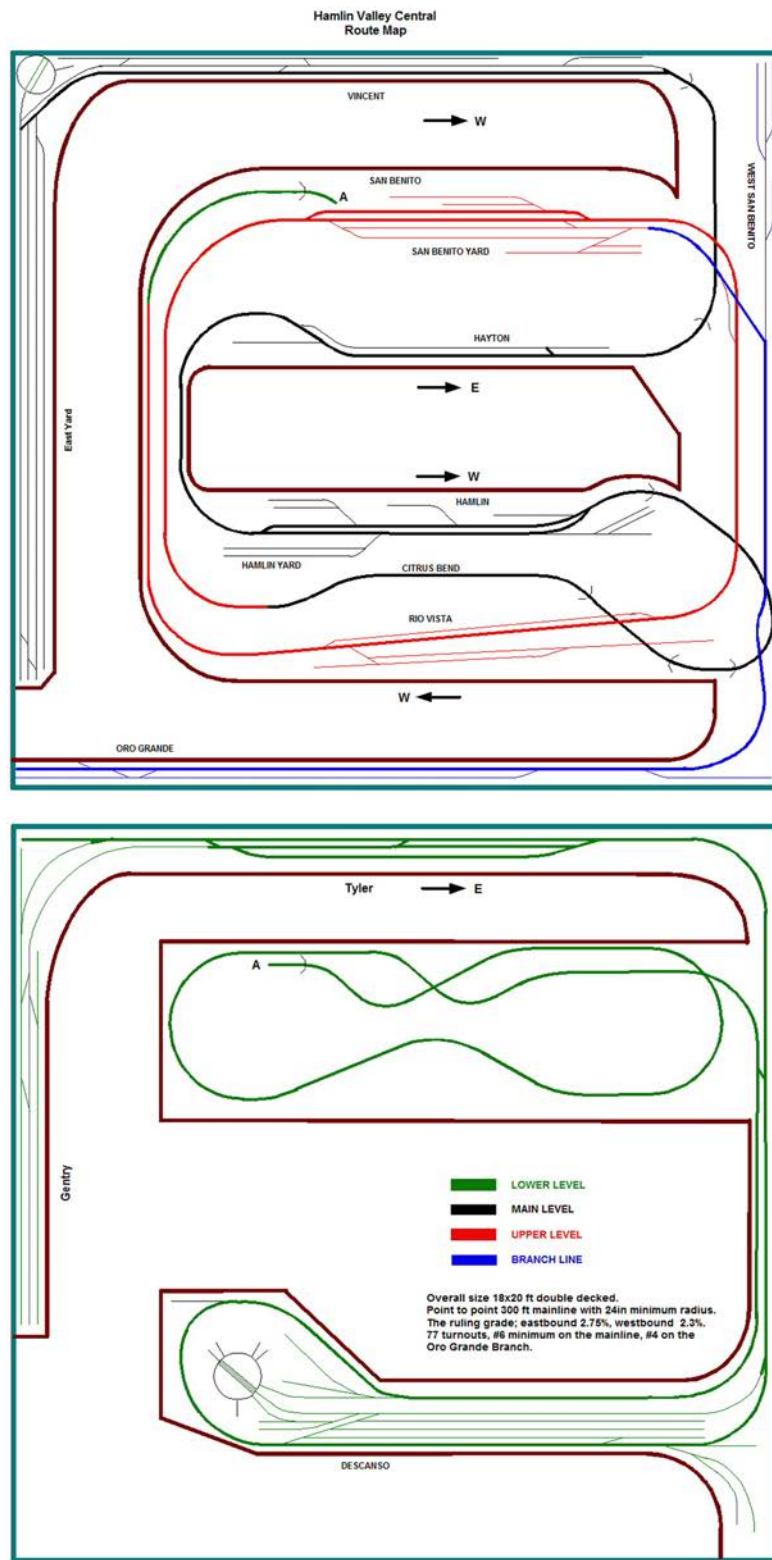 Hamlin Valley Central
Route Map
VINCENT
W
SAN BENITO
A
WEST SAN BENITO
SAN BENITO YARD
HAYTON
E
East Yard
W
HAMLIN
HAMLIN YARD
CITRUS BEND
RIO VISTA
W
ORO GRANDE
Tyler
E
A
Gentry
LOWER LEVEL
MAIN LEVEL
UPPER LEVEL
BRANCH LINE
Overall size 18x20 ft double decked.
Point to point 300 ft mainline with 24in minimum radius.
The ruling grade; eastbound 2.75%, westbound 2.3%.
77 turnouts, #6 minimum on the mainline, #4 on the
Oro Grande Branch.
DESCANSO